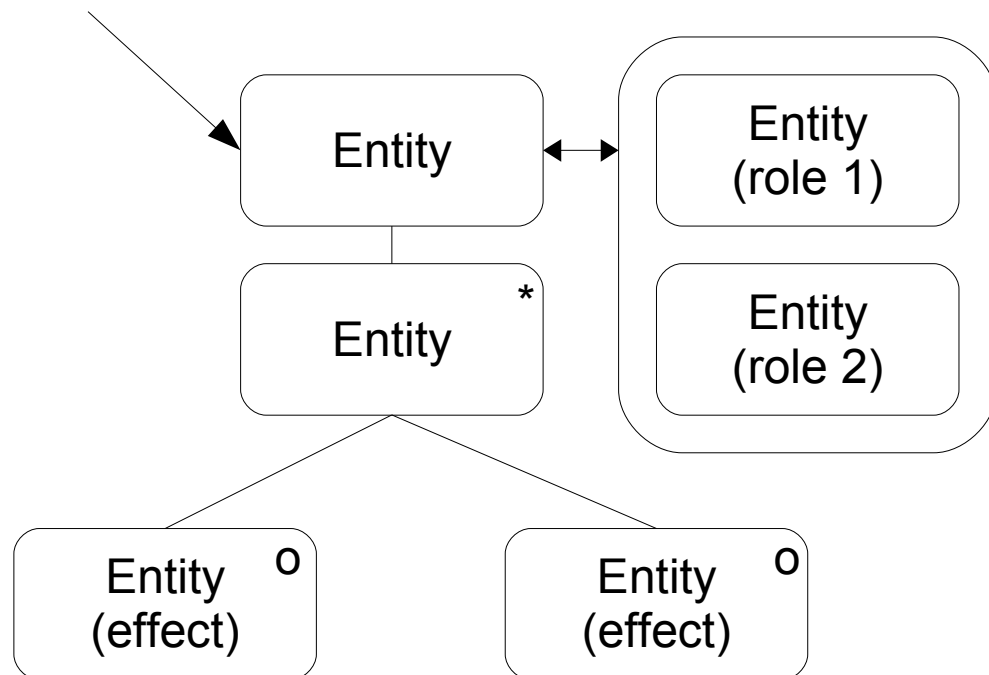 Entity
Entity
(role 1)
Entity
*
Entity
(role 2)
Entity
(effect)
o
Entity
(effect)
o